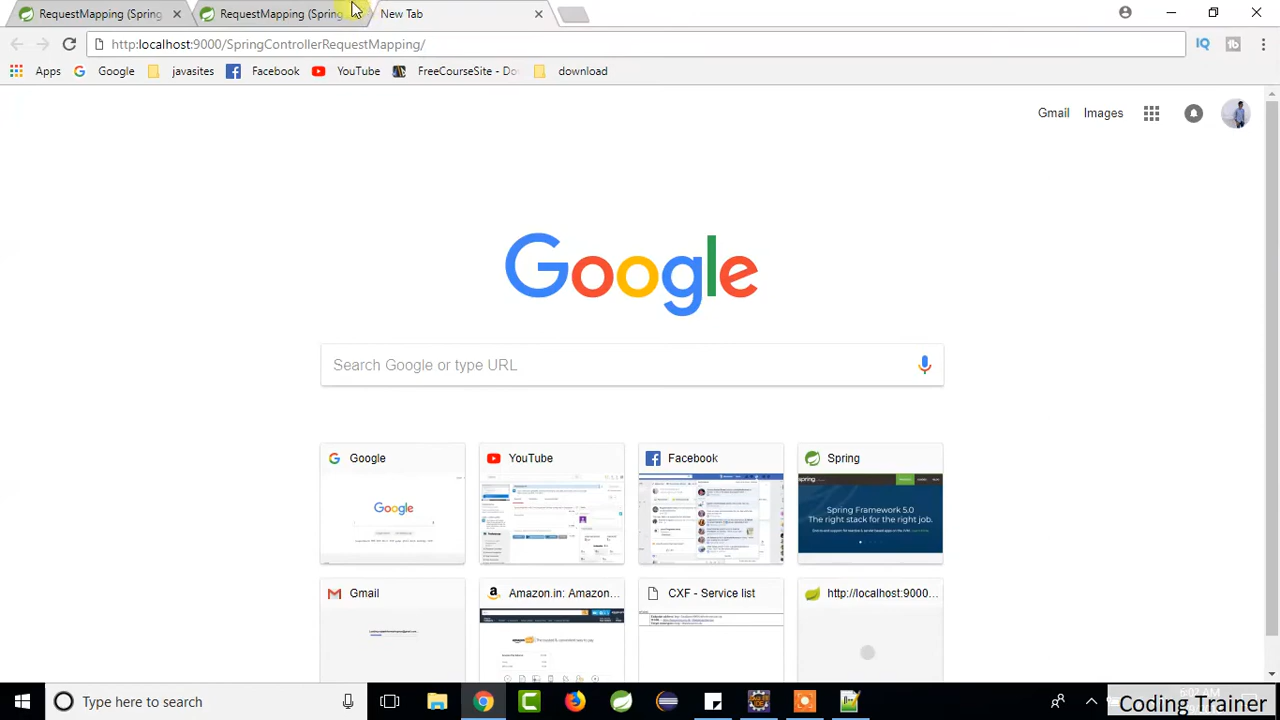 RequestMapping (Spring
RequestMapping (Spring
New Tab
http:localhost:9000/SpringControllerRequestMapping/
Apps
Google
javasites
Facebook
YouTube
FreeCourseSite - Do
download
Gmail
Images
Google
Search Google or type URL
Google
YouTube
Facebook
Spring
Spring Framework 5.0
The right stack for the right job.
Gmail
Amazon.in: Amazon...
CXF - Service list
http://localhost:9000...
Type here to search
Coding Trainer